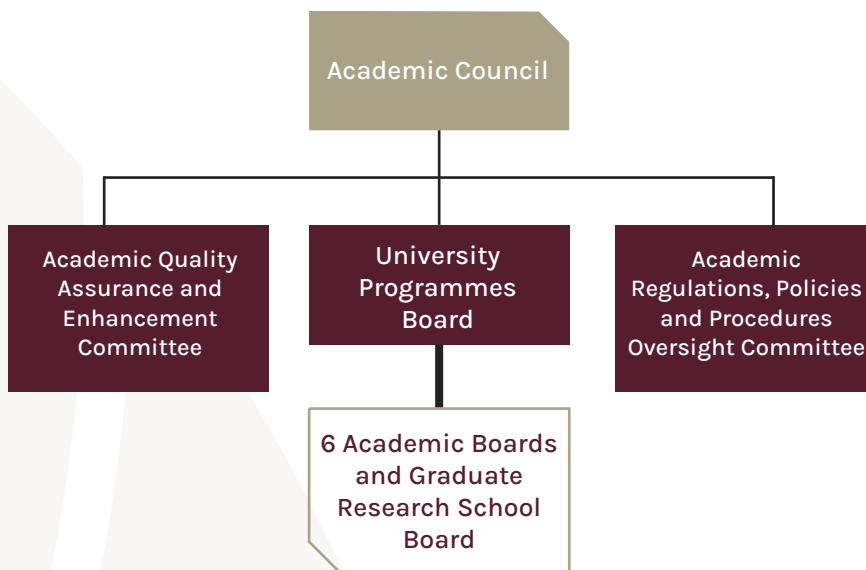 Academic Council
Academic Quality
Assurance and
Enhancement
Committee
University
Programmes
Board
Academic
Regulations, Policies
and Procedures
Oversight Committee
6 Academic Boards
and Graduate
Research School
Board